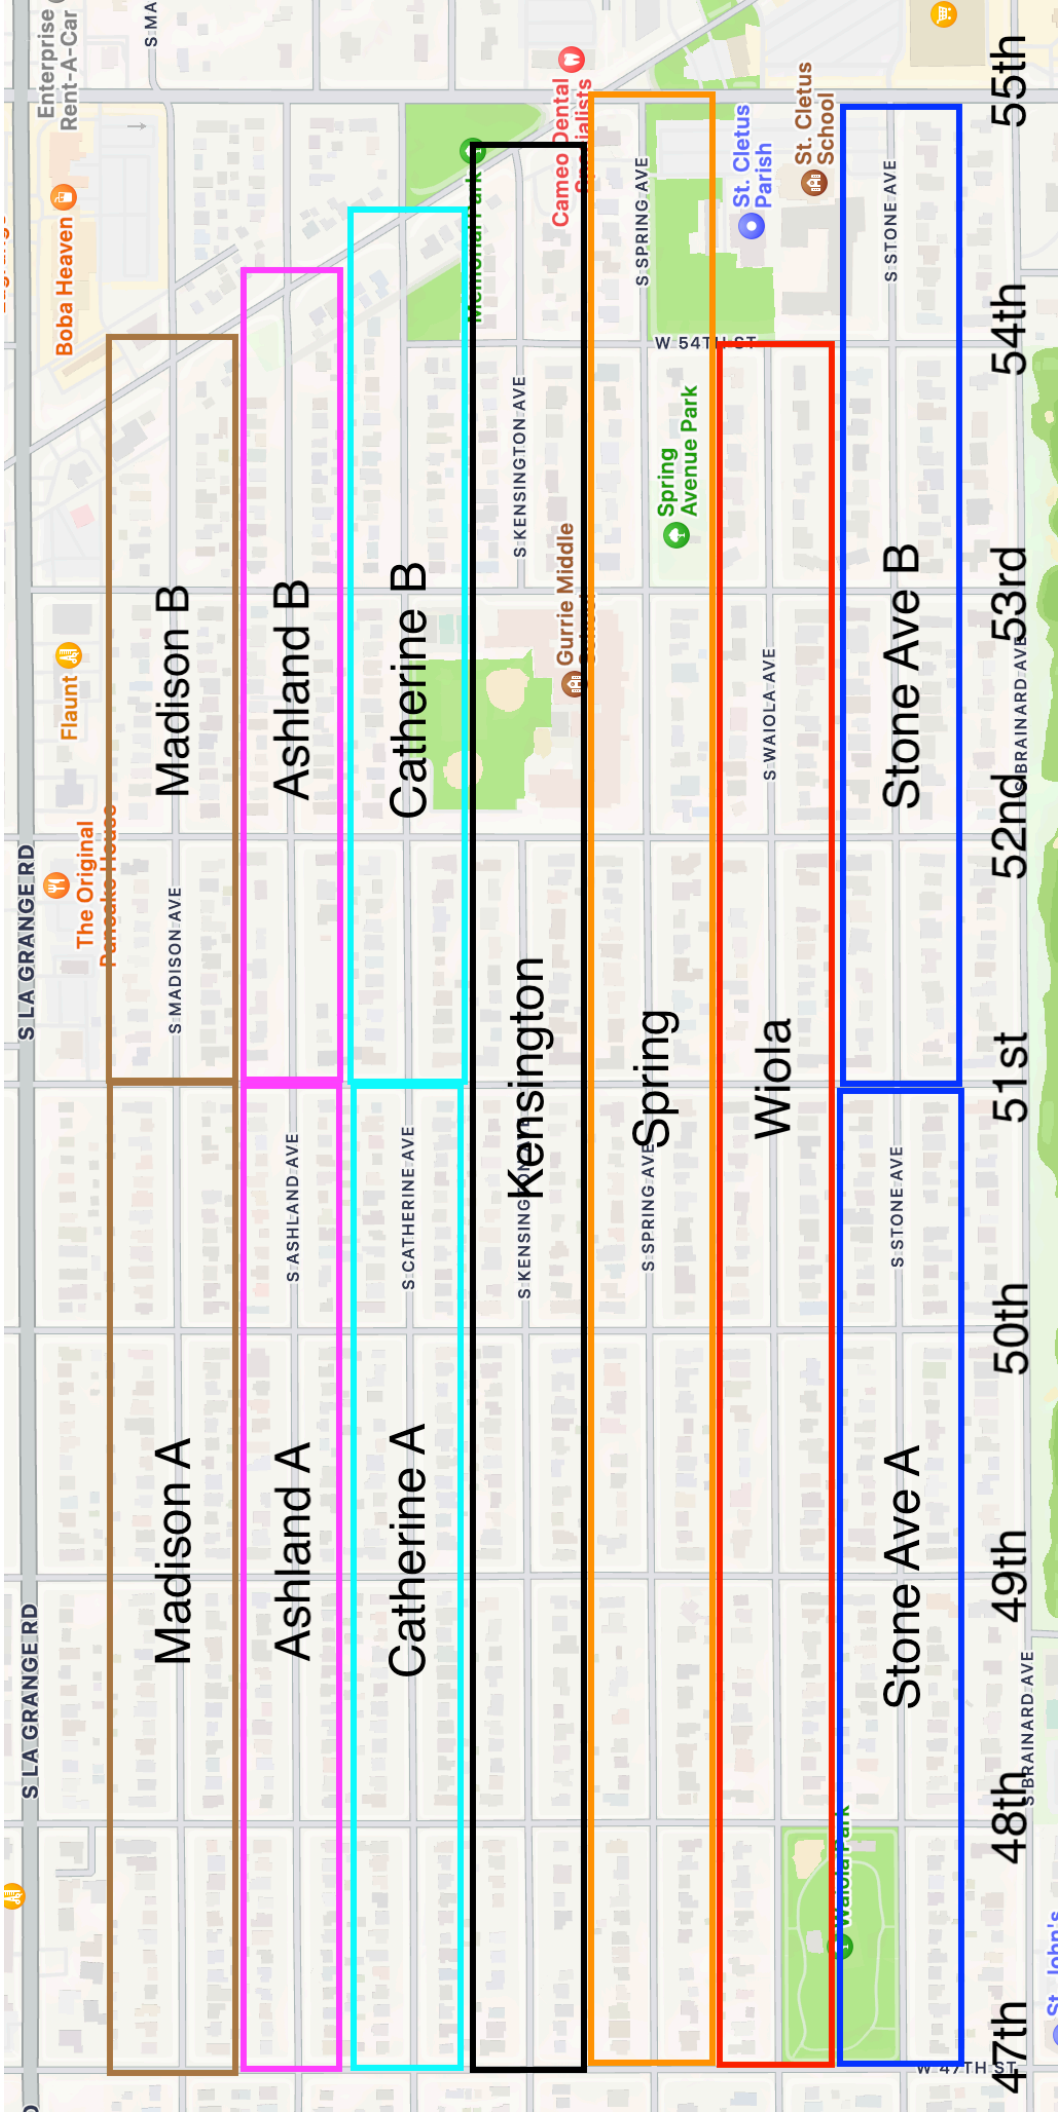 Enterprise
Rent-A-Car
S MA
Boba Heaven
Flaunt
The Original
Pancake House
S LA GRANGE RD
S LA GRANGE RD
Madison B
S MADISON AVE
Madison A
Ashland B
S ASHLAND AVE
Ashland A
Catherine B
S CATHERINE AVE
Catherine A
Memorial Park
Cameo Dental
Specialists
S KENSINGTON AVE
Gurrie Middle
School
Kensington
S KENSINGTON AVE
S SPRING AVE
W 54TH ST
Spring
Avenue Park
Spring
S SPRING AVE
St. Cletus
Parish
St. Cletus
School
S WAIOLA AVE
Wiola
Waiola Park
S STONE AVE
Stone Ave B
S STONE AVE
Stone Ave A
55th
54th
53rd
S BRAINARD AVE
52nd
51st
50th
49th
S BRAINARD AVE
48th
47th
W 47TH ST
St. John's